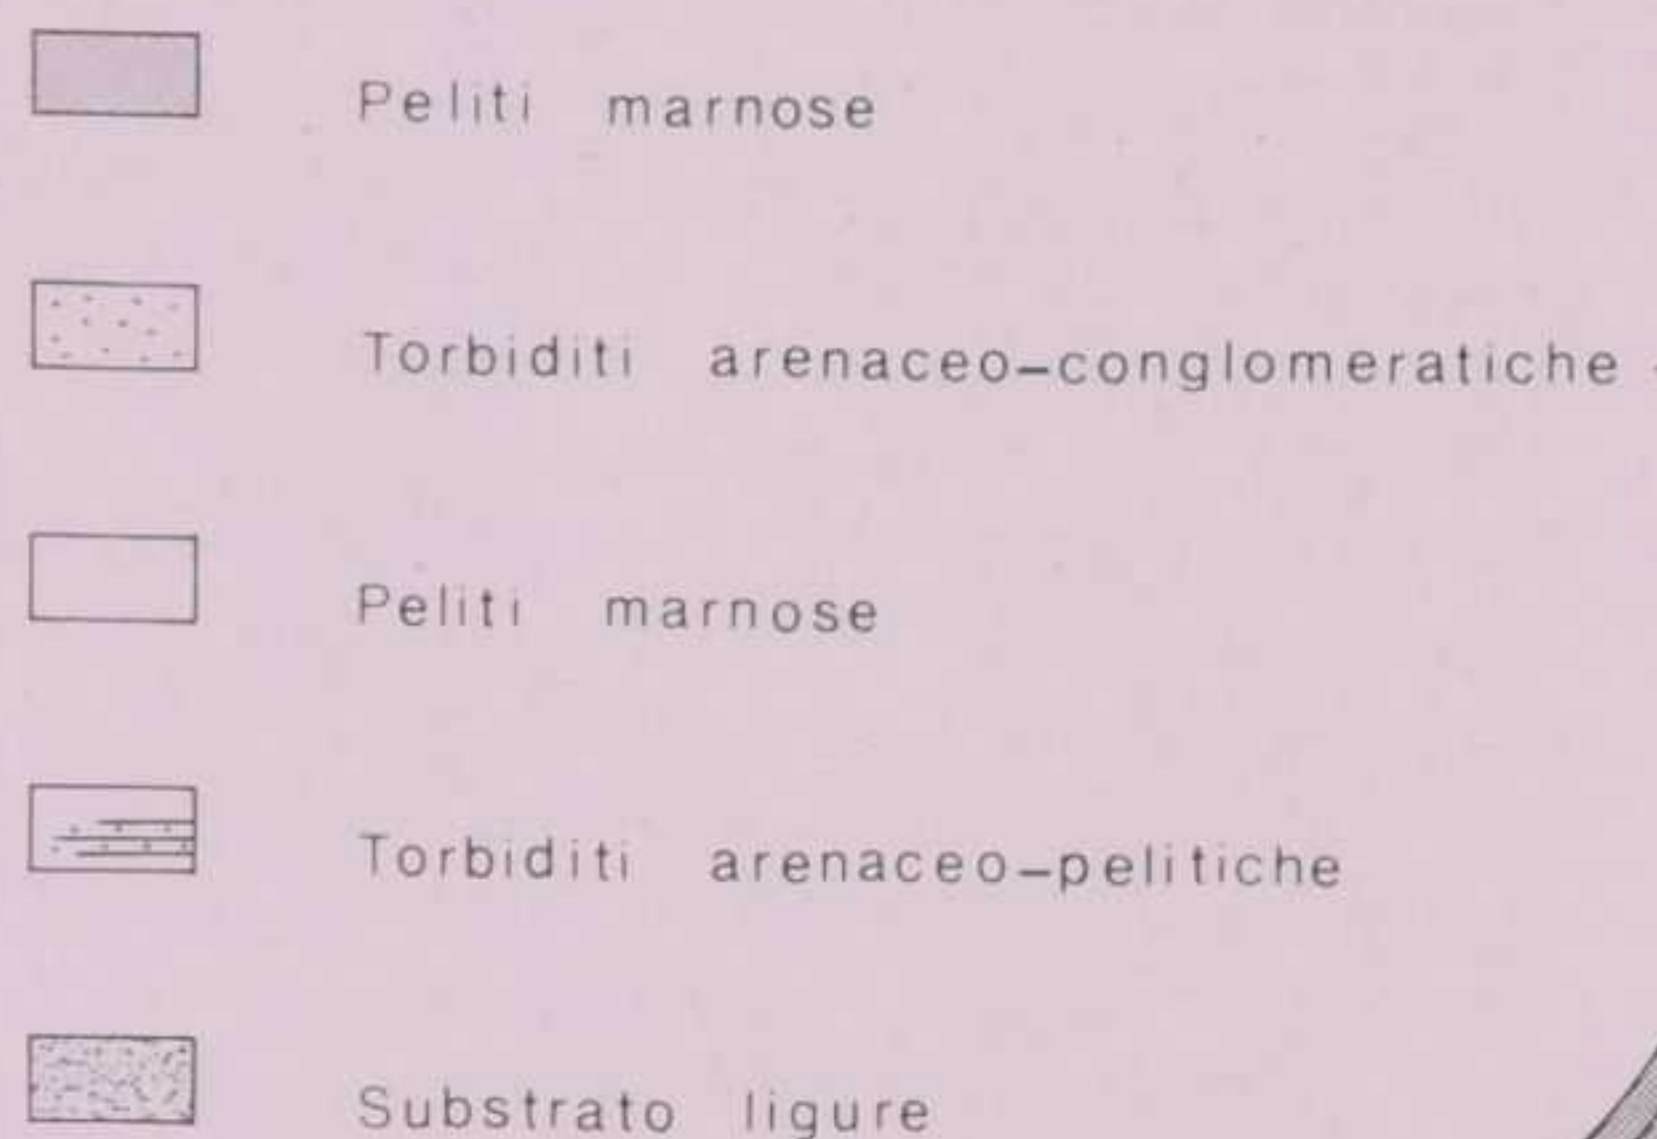 Peliti marnose
Torbiditi arenaceo-conglomeratiche
Peliti marnose
Torbiditi arenaceo-pelitiche
Substrato ligure